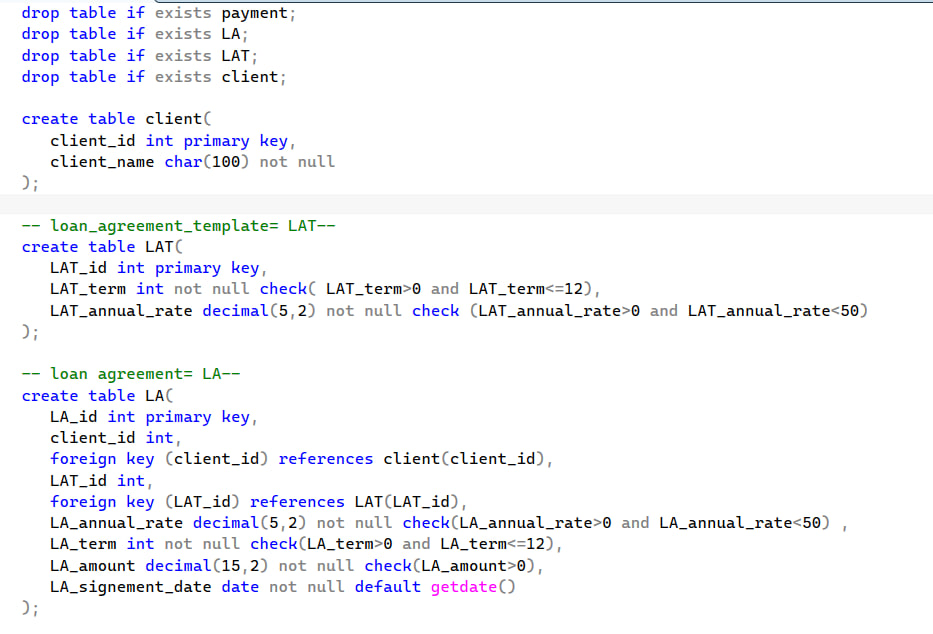 drop table if exists payment;
drop table if exists LA;
drop table if exists LAT;
drop table if exists client;
create table client(
client_id int primary key,
client_name char(100) not null
);
-- loan_agreement_template= LAT--
create table LAT(
LAT_id int primary key,
LAT_term int not null check( LAT_term>0 and LAT_term<=12),
LAT_annual_rate decimal(5,2) not null check (LAT_annual_rate>0 and LAT_annual_rate<50)
);
-- loan agreement= LA--
create table LA(
LA_id int primary key,
client_id int,
foreign key (client_id) references client(client_id),
LAT_id int,
foreign key (LAT_id) references LAT(LAT_id),
LA_annual_rate decimal(5,2) not null check(LA_annual_rate>0 and LA_annual_rate<50) ,
LA_term int not null check(LA_term>0 and LA_term<=12),
LA_amount decimal(15,2) not null check(LA_amount>0),
LA_signement_date date not null default getdate()
);